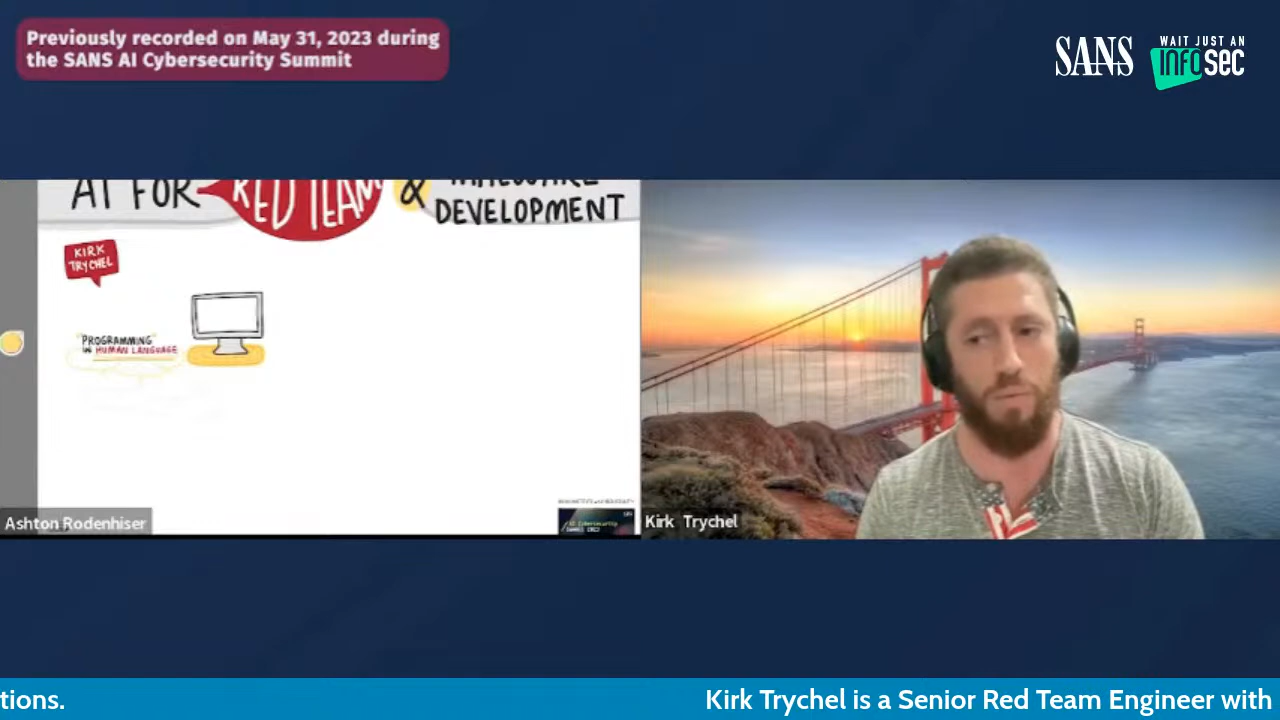 Previously recorded on May 31, 2023 during
the SANS AI Cybersecurity Summit
SANS
WAIT JUST AN
INFOSEC
AI FOR RED TEAM &
DEVELOPMENT
KIRK
TRYCHEL
"PROGRAMMING"
IN HUMAN LANGUAGE
AI Cybersecurity
Ashton Rodenhiser
Kirk Trychel
tions.
Kirk Trychel is a Senior Red Team Engineer with